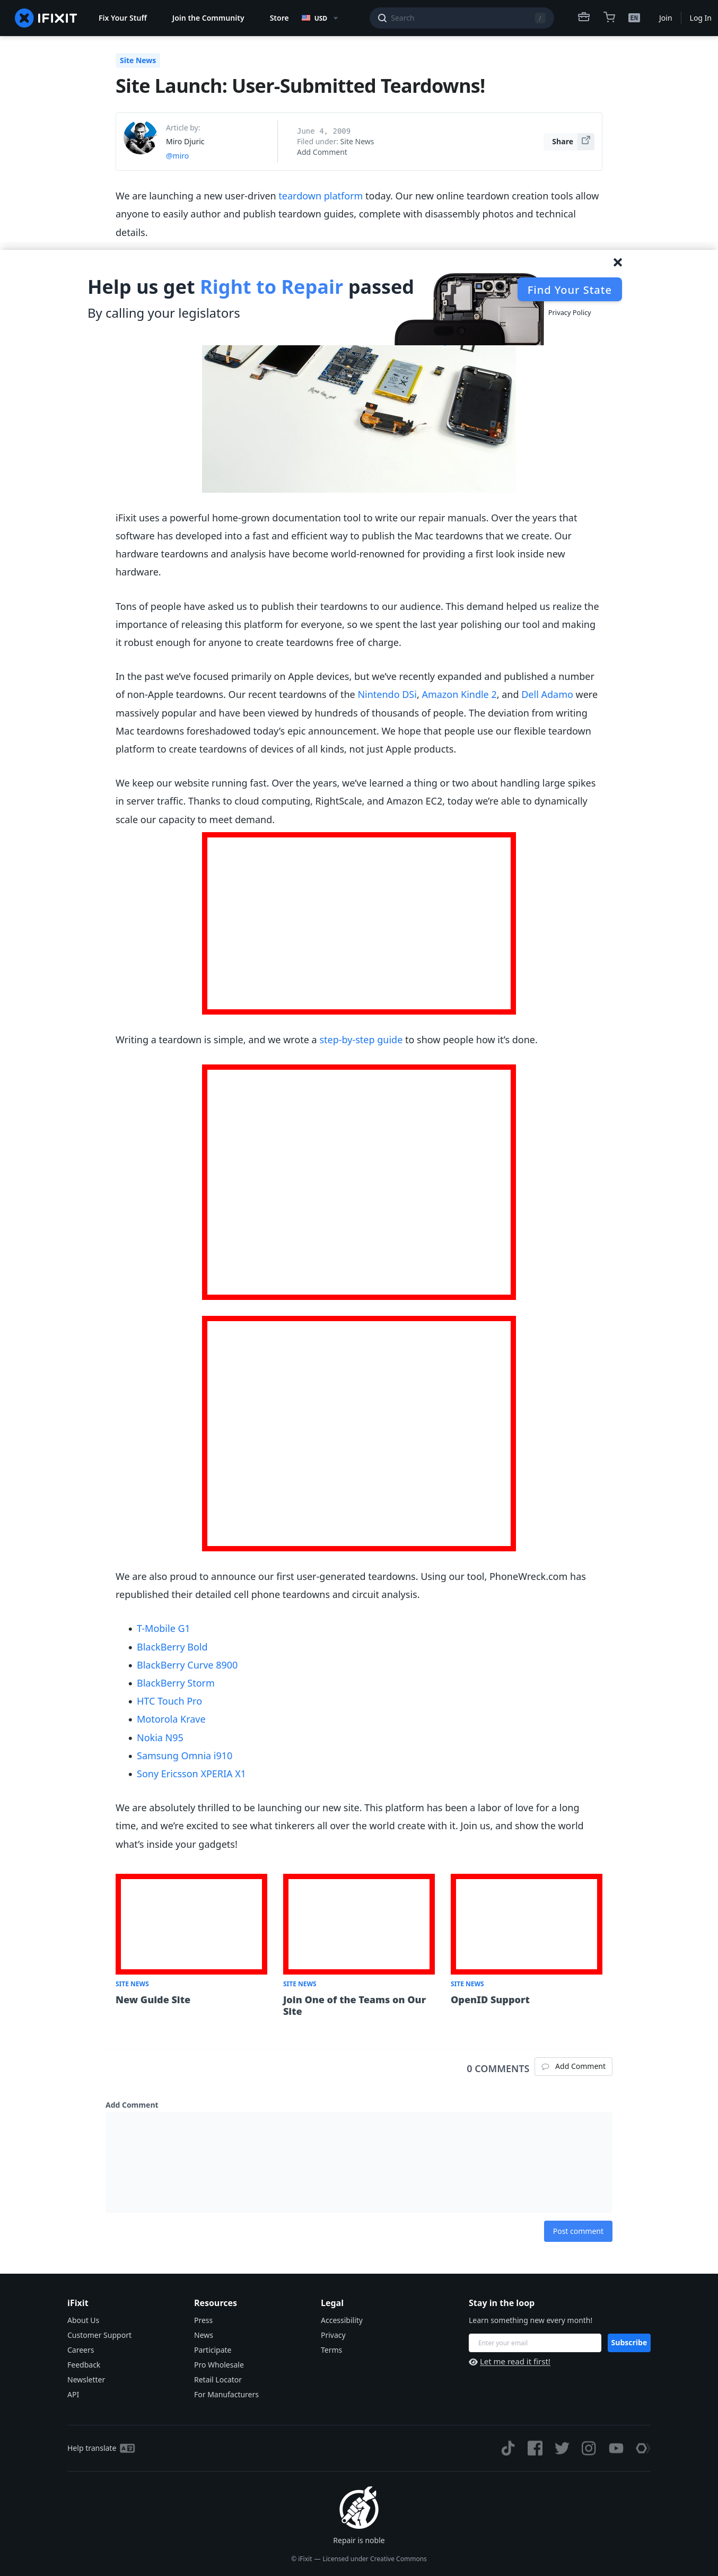 IFIXIT
Fix Your Stuff
Join the Community
Store
USD
Search
/
EN
Join
Log In
Site News
Site Launch: User-Submitted Teardowns!
Article by:
Miro Djuric
@miro
June 4, 2009
Filed under: Site News
Add Comment
Share
We are launching a new user-driven teardown platform today. Our new online teardown creation tools allow
anyone to easily author and publish teardown guides, complete with disassembly photos and technical
details.
Help us get Right to Repair passed
By calling your legislators
Find Your State
Privacy Policy
iFixit uses a powerful home-grown documentation tool to write our repair manuals. Over the years that
software has developed into a fast and efficient way to publish the Mac teardowns that we create. Our
hardware teardowns and analysis have become world-renowned for providing a first look inside new
hardware.
Tons of people have asked us to publish their teardowns to our audience. This demand helped us realize the
importance of releasing this platform for everyone, so we spent the last year polishing our tool and making
it robust enough for anyone to create teardowns free of charge.
In the past we’ve focused primarily on Apple devices, but we’ve recently expanded and published a number
of non-Apple teardowns. Our recent teardowns of the Nintendo DSi, Amazon Kindle 2, and Dell Adamo were
massively popular and have been viewed by hundreds of thousands of people. The deviation from writing
Mac teardowns foreshadowed today’s epic announcement. We hope that people use our flexible teardown
platform to create teardowns of devices of all kinds, not just Apple products.
We keep our website running fast. Over the years, we’ve learned a thing or two about handling large spikes
in server traffic. Thanks to cloud computing, RightScale, and Amazon EC2, today we’re able to dynamically
scale our capacity to meet demand.
Writing a teardown is simple, and we wrote a step-by-step guide to show people how it’s done.
We are also proud to announce our first user-generated teardowns. Using our tool, PhoneWreck.com has
republished their detailed cell phone teardowns and circuit analysis.
T-Mobile G1
BlackBerry Bold
BlackBerry Curve 8900
BlackBerry Storm
HTC Touch Pro
Motorola Krave
Nokia N95
Samsung Omnia i910
Sony Ericsson XPERIA X1
We are absolutely thrilled to be launching our new site. This platform has been a labor of love for a long
time, and we’re excited to see what tinkerers all over the world create with it. Join us, and show the world
what’s inside your gadgets!
SITE NEWS
New Guide Site
SITE NEWS
Join One of the Teams on Our
Site
SITE NEWS
OpenID Support
0 COMMENTS
Add Comment
Add Comment
Post comment
iFixit
About Us
Customer Support
Careers
Feedback
Newsletter
API
Resources
Press
News
Participate
Pro Wholesale
Retail Locator
For Manufacturers
Legal
Accessibility
Privacy
Terms
Stay in the loop
Learn something new every month!
Enter your email
Subscribe
Let me read it first!
Help translate
Repair is noble
© iFixit — Licensed under Creative Commons